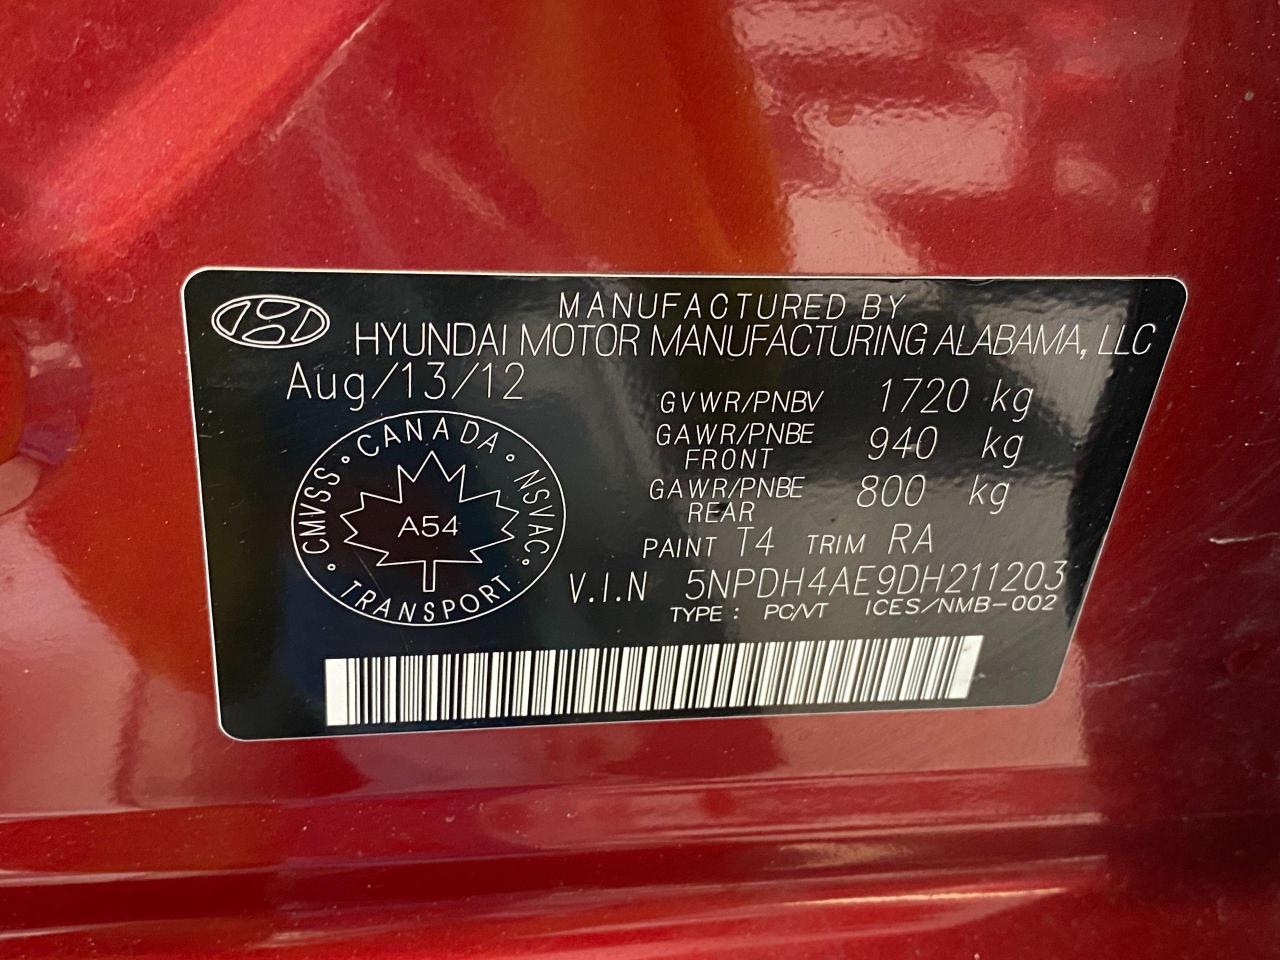 MANUFACTURED BY
HYUNDAI MOTOR MANUFACTURING ALABAMA, LLC
Aug/13/12
GVWR/PNBV 1720 kg
GAWR/PNBE 940 kg
FRONT
GAWR/PNBE 800 kg
REAR
PAINT T4 TRIM RA
V.I.N 5NPDH4AE9DH211203
TYPE : PC/VT ICES/NMB-002
CMVSS ∘ CANADA ∘ NSVAC ∘ TRANSPORT ∘
A54